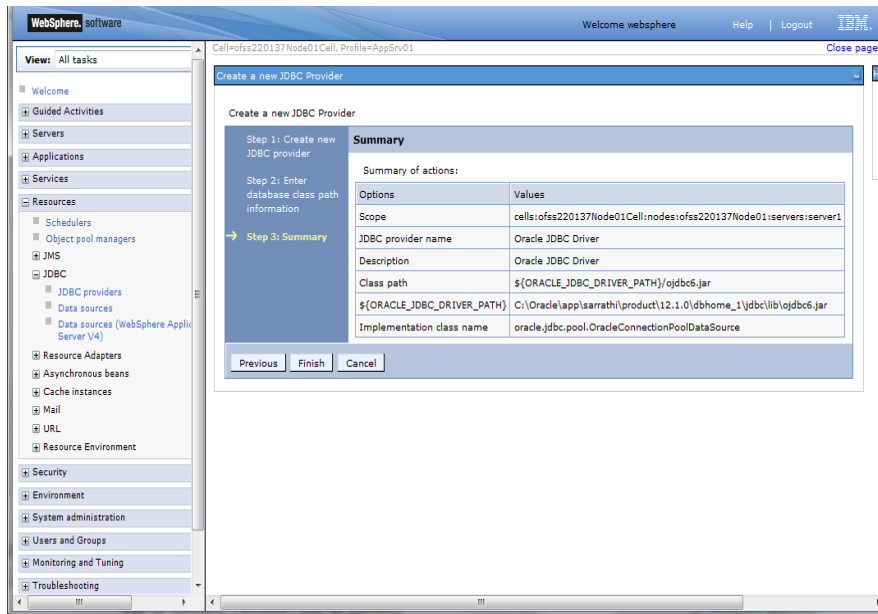 WebSphere. software
Welcome websphere
Help | Logout
IBM.
View: All tasks
Cell=ofss220137Node01Cell, Profile=AppSrv01
Close page
Welcome
Guided Activities
Servers
Applications
Services
Resources
Schedulers
Object pool managers
JMS
JDBC
JDBC providers
Data sources
Data sources (WebSphere Applic
Server V4)
Resource Adapters
Asynchronous beans
Cache instances
Mail
URL
Resource Environment
Security
Environment
System administration
Users and Groups
Monitoring and Tuning
Troubleshooting
Create a new JDBC Provider
H
Create a new JDBC Provider
Step 1: Create new
JDBC provider
Step 2: Enter
database class path
information
Step 3: Summary
Summary
Summary of actions:
Options Values
Scope cells:ofss220137Node01Cell:nodes:ofss220137Node01:servers:server1
JDBC provider name Oracle JDBC Driver
Description Oracle JDBC Driver
Class path ${ORACLE_JDBC_DRIVER_PATH}/ojdbc6.jar
${ORACLE_JDBC_DRIVER_PATH} C:\Oracle\app\sarrathi\product\12.1.0\dbhome_1\jdbc\lib\ojdbc6.jar
Implementation class name oracle.jdbc.pool.OracleConnectionPoolDataSource
Previous Finish Cancel